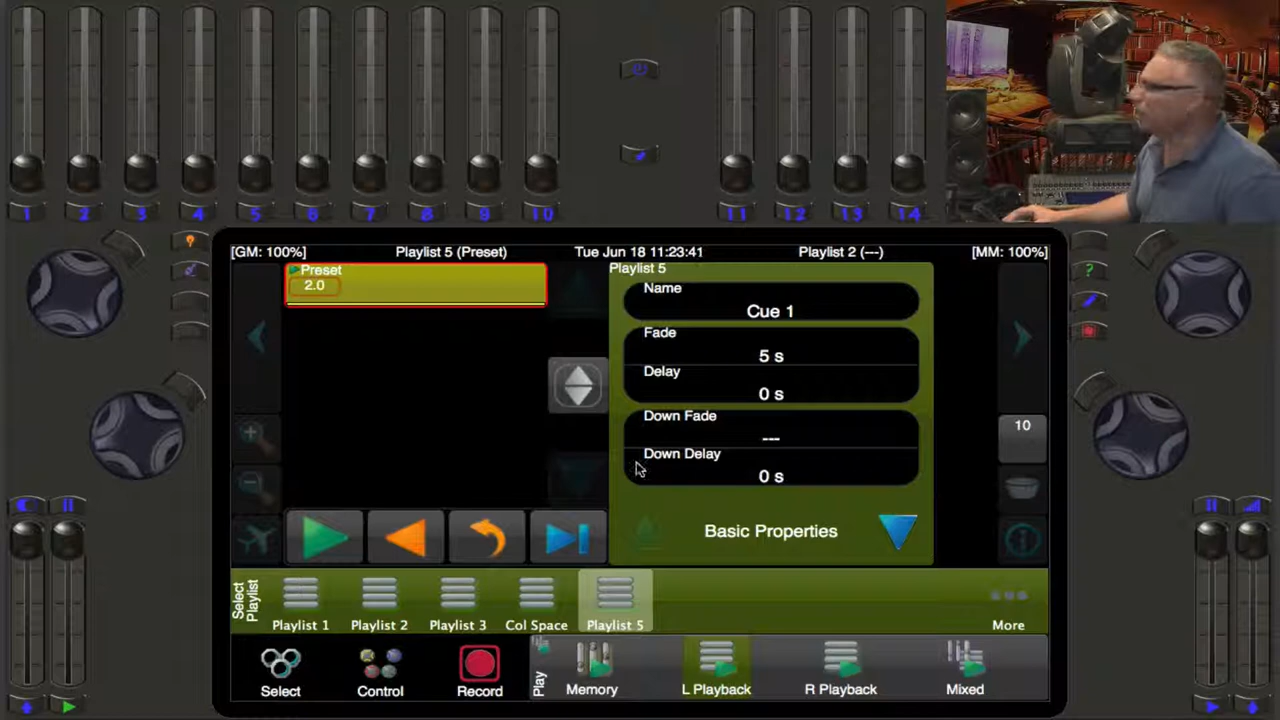 1 2 3 4 5 6 7 8 9 10 11 12 13 14
[GM: 100%] Playlist 5 (Preset) Tue Jun 18 11:23:41 Playlist 2 (---) [MM: 100%]
Preset
2.0
Playlist 5
Name
Cue 1
Fade
5 s
Delay
0 s
Down Fade
---
Down Delay
0 s
Basic Properties
10
?
Select Playlist
Playlist 1 Playlist 2 Playlist 3 Col Space Playlist 5 More
Select Control Record Play Memory L Playback R Playback Mixed